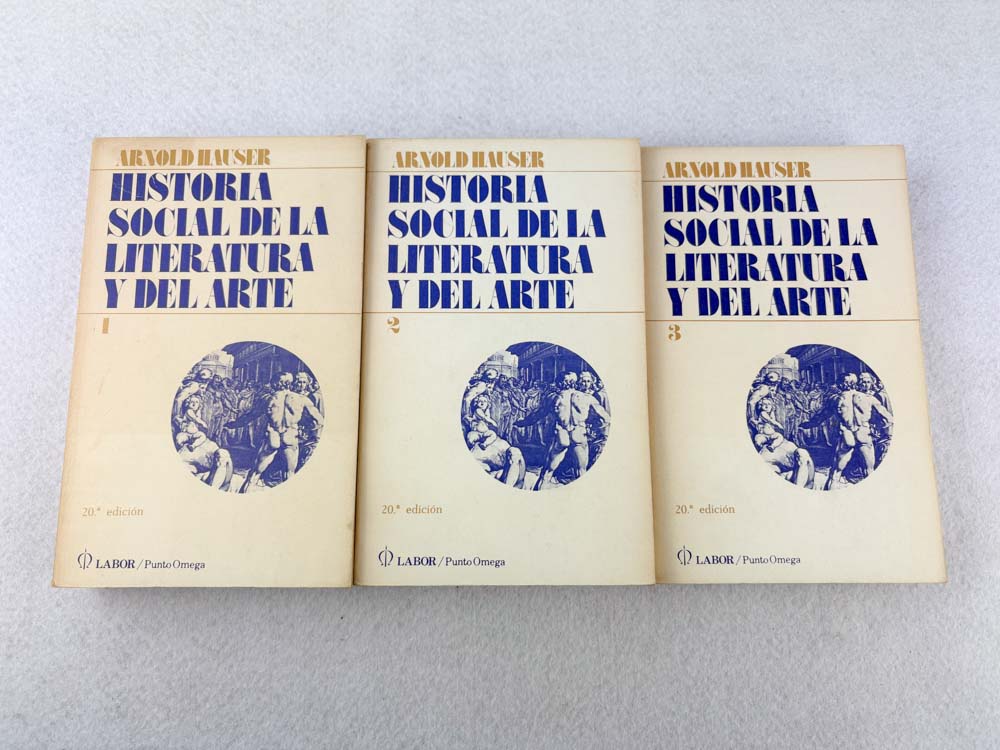 ARNOLD HAUSER
HISTORIA
SOCIAL DE LA
LITERATURA
Y DEL ARTE
1
20.ª edición
LABOR / Punto Omega
ARNOLD HAUSER
HISTORIA
SOCIAL DE LA
LITERATURA
Y DEL ARTE
2
20.ª edición
LABOR / Punto Omega
ARNOLD HAUSER
HISTORIA
SOCIAL DE LA
LITERATURA
Y DEL ARTE
3
20.ª edición
LABOR / Punto Omega